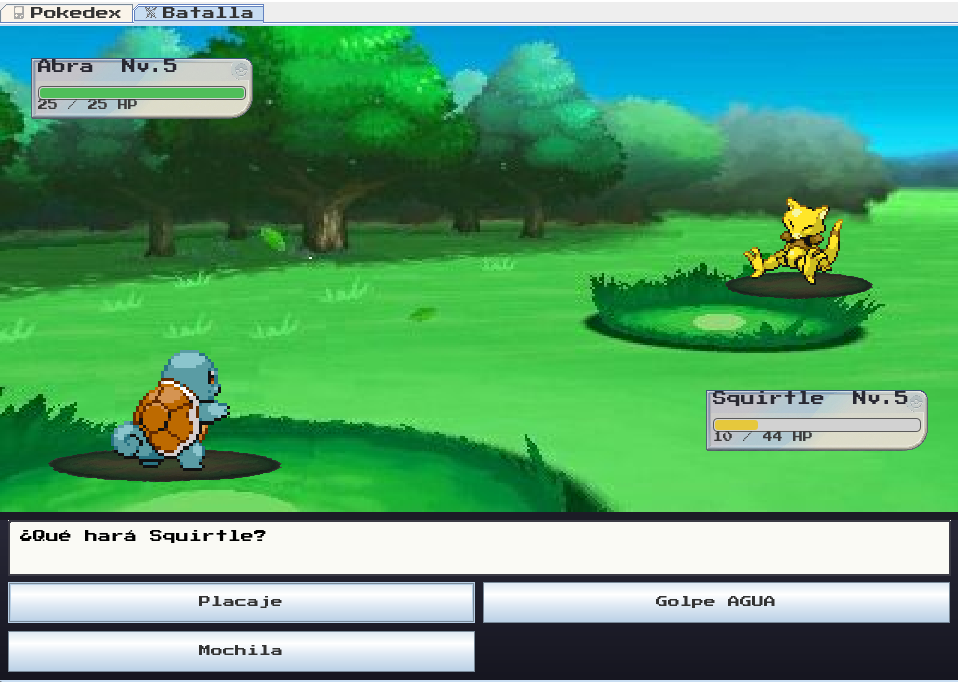 Pokedex
Batalla
Abra Nv.5
25 / 25 HP
Squirtle Nv.5
10 / 44 HP
¿Qué hará Squirtle?
Placaje
Golpe AGUA
Mochila